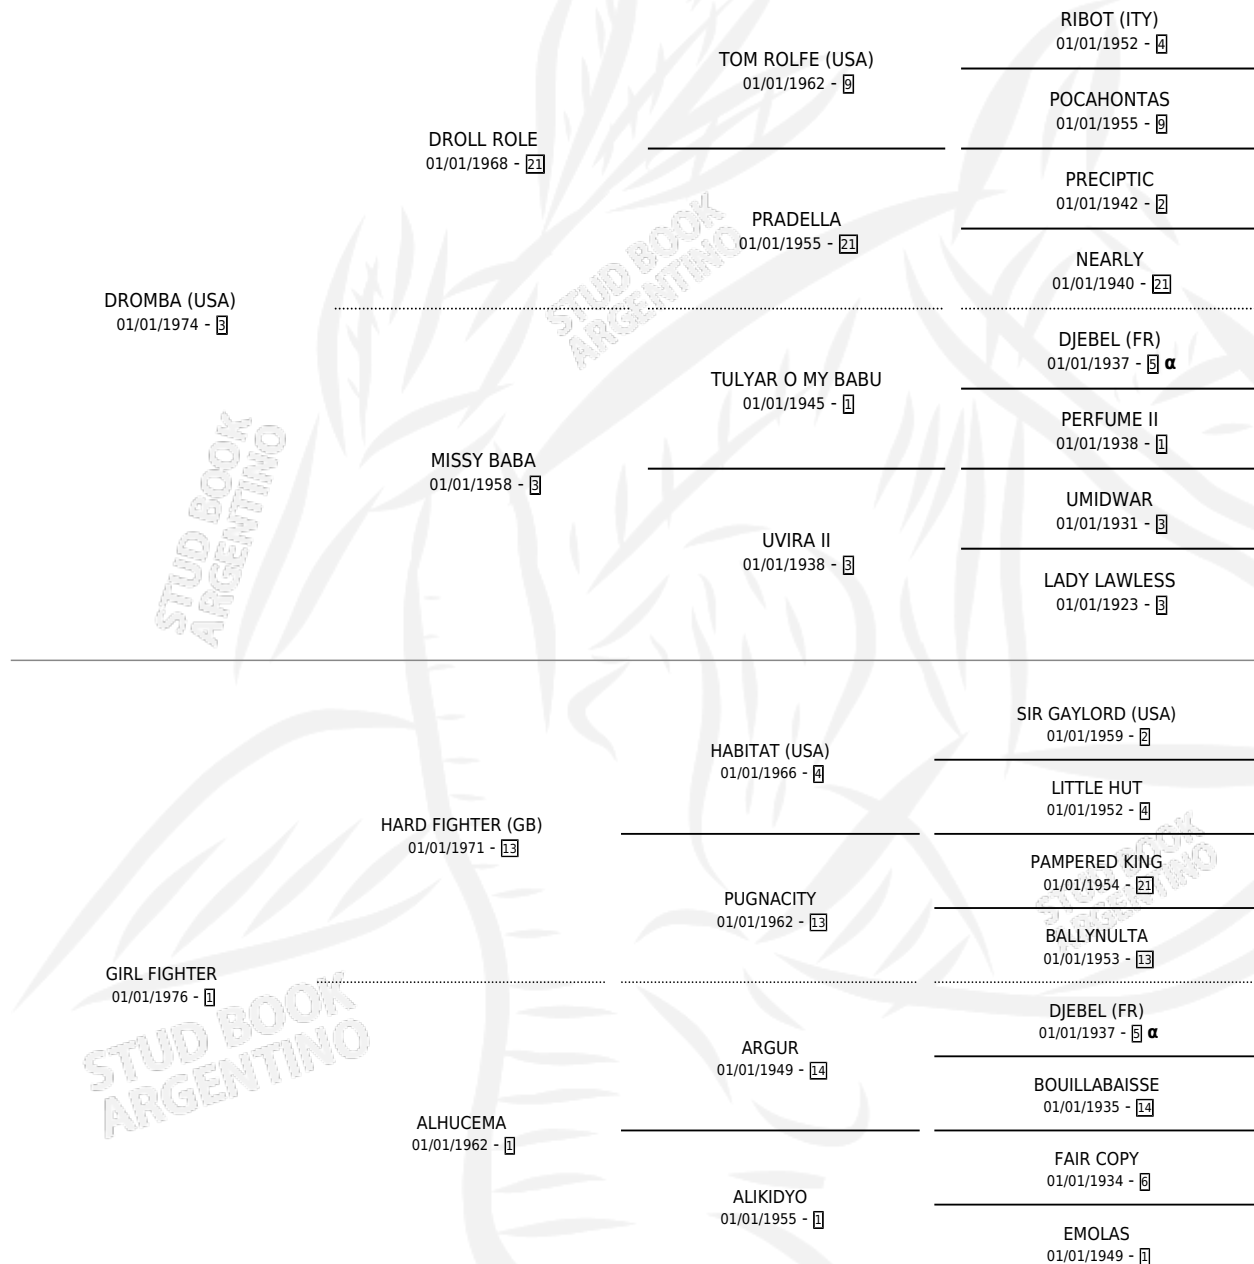 RIBOT (ITY)
01/01/1952 - 4
TOM ROLFE (USA)
01/01/1962 - 9
POCAHONTAS
01/01/1955 - 9
DROLL ROLE
01/01/1968 - 21
PRECIPTIC
01/01/1942 - 2
PRADELLA
01/01/1955 - 21
NEARLY
01/01/1940 - 21
DROMBA (USA)
01/01/1974 - 3
DJEBEL (FR)
01/01/1937 - 5 α
TULYAR O MY BABU
01/01/1945 - 1
PERFUME II
01/01/1938 - 1
MISSY BABA
01/01/1958 - 3
UMIDWAR
01/01/1931 - 3
UVIRA II
01/01/1938 - 3
LADY LAWLESS
01/01/1923 - 3
SIR GAYLORD (USA)
01/01/1959 - 2
HABITAT (USA)
01/01/1966 - 4
LITTLE HUT
01/01/1952 - 4
HARD FIGHTER (GB)
01/01/1971 - 13
PAMPERED KING
01/01/1954 - 21
PUGNACITY
01/01/1962 - 13
BALLYNULTA
01/01/1953 - 13
GIRL FIGHTER
01/01/1976 - 1
DJEBEL (FR)
01/01/1937 - 5 α
ARGUR
01/01/1949 - 14
BOUILLABAISSE
01/01/1935 - 14
ALHUCEMA
01/01/1962 - 1
FAIR COPY
01/01/1934 - 6
ALIKIDYO
01/01/1955 - 1
EMOLAS
01/01/1949 - 1
STUD BOOK
ARGENTINO
STUD BOOK
ARGENTINO
STUD BOOK
ARGENTINO
STUD BOOK
ARGENTINO